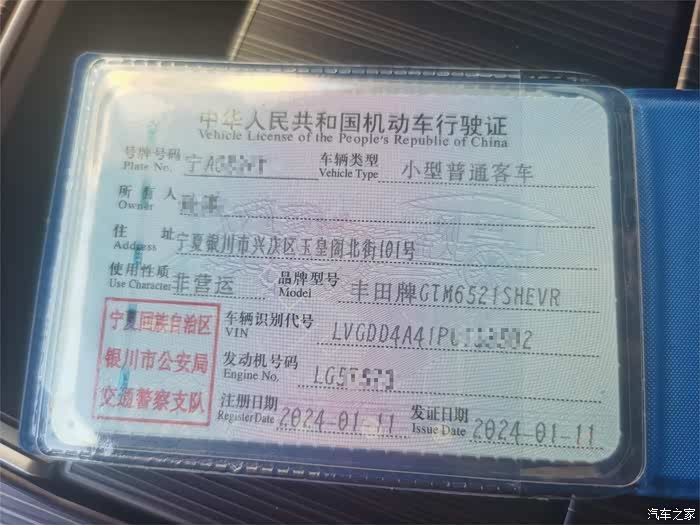 中华人民共和国机动车行驶证
Vehicle License of the People's Republic of China
号牌号码 宁A 车辆类型 小型普通客车
Plate No. Vehicle Type
所有人
Owner
住址 宁夏银川市兴庆区玉皇阁北街101号
Address
使用性质 非营运 品牌型号 丰田牌GTM6521SHEVR
Use Character Model
宁夏回族自治区
银川市公安局
交通警察支队
车辆识别代号 LVGDD4A41P
VIN
发动机号码
Engine No.
注册日期 2024-01-11 发证日期 2024-01-11
Register Date Issue Date
汽车之家